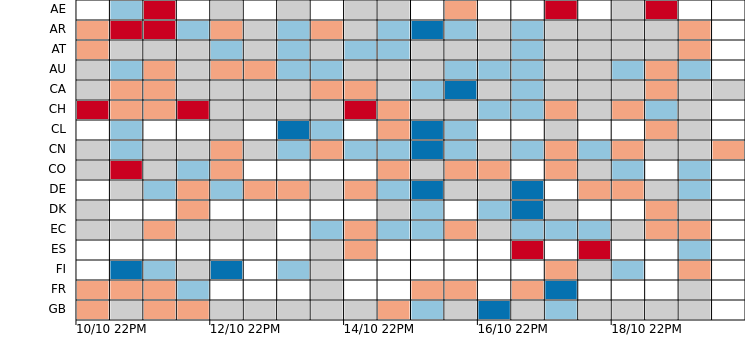 AE
AR
AT
AU
CA
CH
CL
CN
CO
DE
DK
EC
ES
FI
FR
GB
10/10 22PM 12/10 22PM 14/10 22PM 16/10 22PM 18/10 22PM